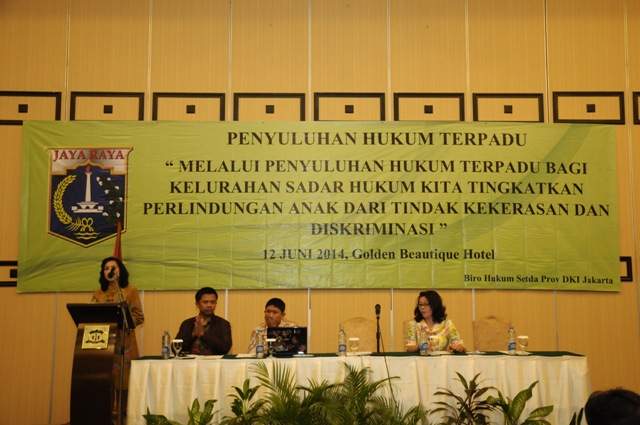 JAYA RAYA
PENYULUHAN HUKUM TERPADU
“ MELALUI PENYULUHAN HUKUM TERPADU BAGI
KELURAHAN SADAR HUKUM KITA TINGKATKAN
PERLINDUNGAN ANAK DARI TINDAK KEKERASAN DAN
DISKRIMINASI ”
12 JUNI 2014, Golden Beautique Hotel
Biro Hukum Setda Prov DKI Jakarta